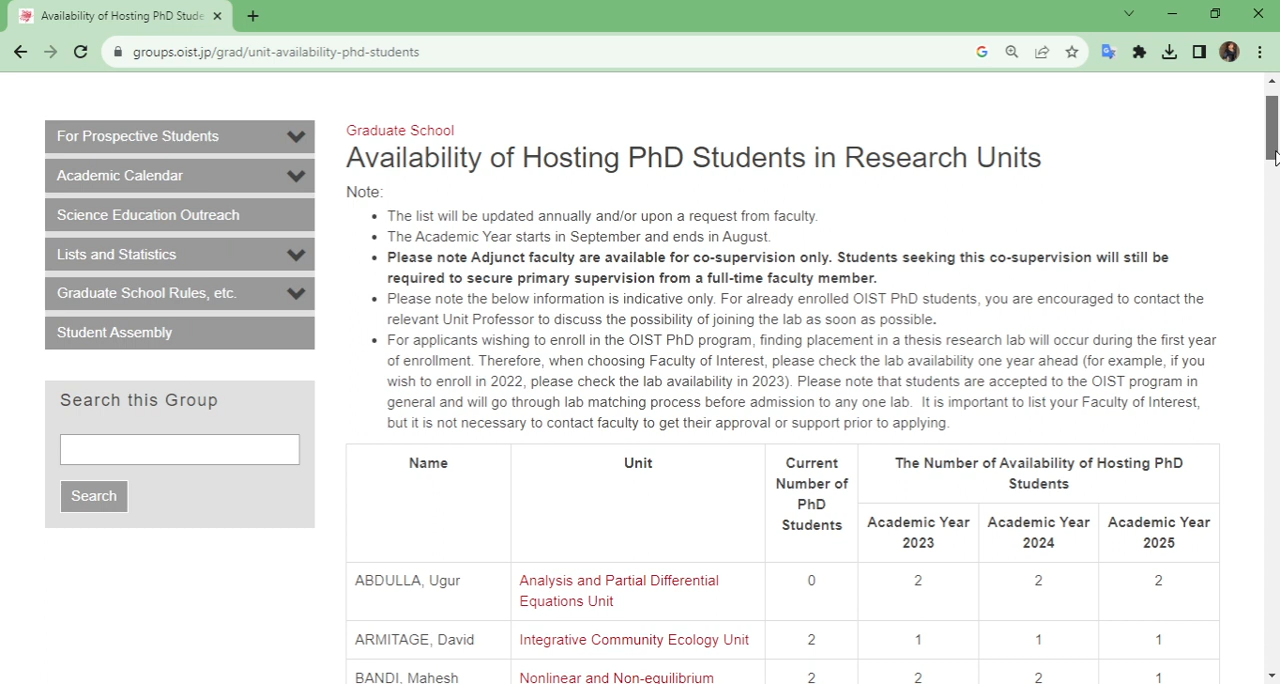 Availability of Hosting PhD Stude
groups.oist.jp/grad/unit-availability-phd-students
For Prospective Students
Academic Calendar
Science Education Outreach
Lists and Statistics
Graduate School Rules, etc.
Student Assembly
Search this Group
Search
Graduate School
Availability of Hosting PhD Students in Research Units
Note:
• The list will be updated annually and/or upon a request from faculty.
• The Academic Year starts in September and ends in August.
• Please note Adjunct faculty are available for co-supervision only. Students seeking this co-supervision will still be
required to secure primary supervision from a full-time faculty member.
• Please note the below information is indicative only. For already enrolled OIST PhD students, you are encouraged to contact the
relevant Unit Professor to discuss the possibility of joining the lab as soon as possible.
• For applicants wishing to enroll in the OIST PhD program, finding placement in a thesis research lab will occur during the first year
of enrollment. Therefore, when choosing Faculty of Interest, please check the lab availability one year ahead (for example, if you
wish to enroll in 2022, please check the lab availability in 2023). Please note that students are accepted to the OIST program in
general and will go through lab matching process before admission to any one lab. It is important to list your Faculty of Interest,
but it is not necessary to contact faculty to get their approval or support prior to applying.
Name Unit Current The Number of Availability of Hosting PhD
Number of Students
PhD
Students Academic Year Academic Year Academic Year
2023 2024 2025
ABDULLA, Ugur Analysis and Partial Differential 0 2 2 2
Equations Unit
ARMITAGE, David Integrative Community Ecology Unit 2 1 1 1
BANDI, Mahesh Nonlinear and Non-equilibrium 2 2 2 1